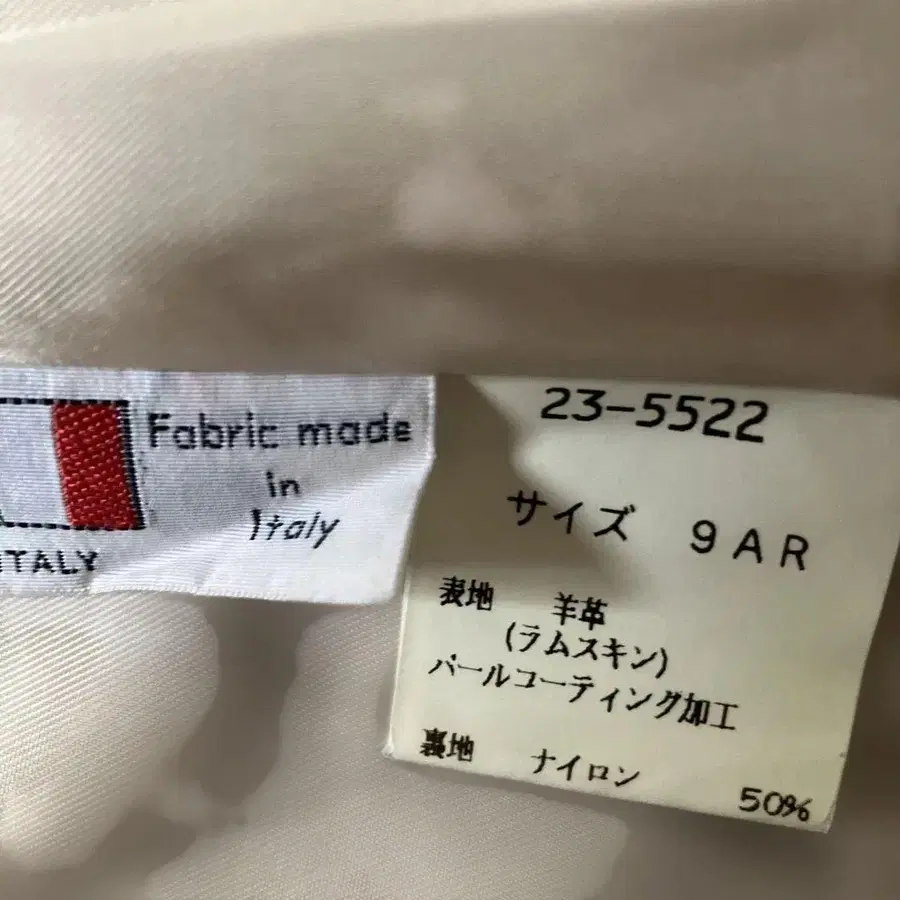 Fabric made
in
Italy
ITALY
23-5522
サイズ 9AR
表地 羊革
(ラムスキン)
パールコーティング加工
裏地 ナイロン
50%